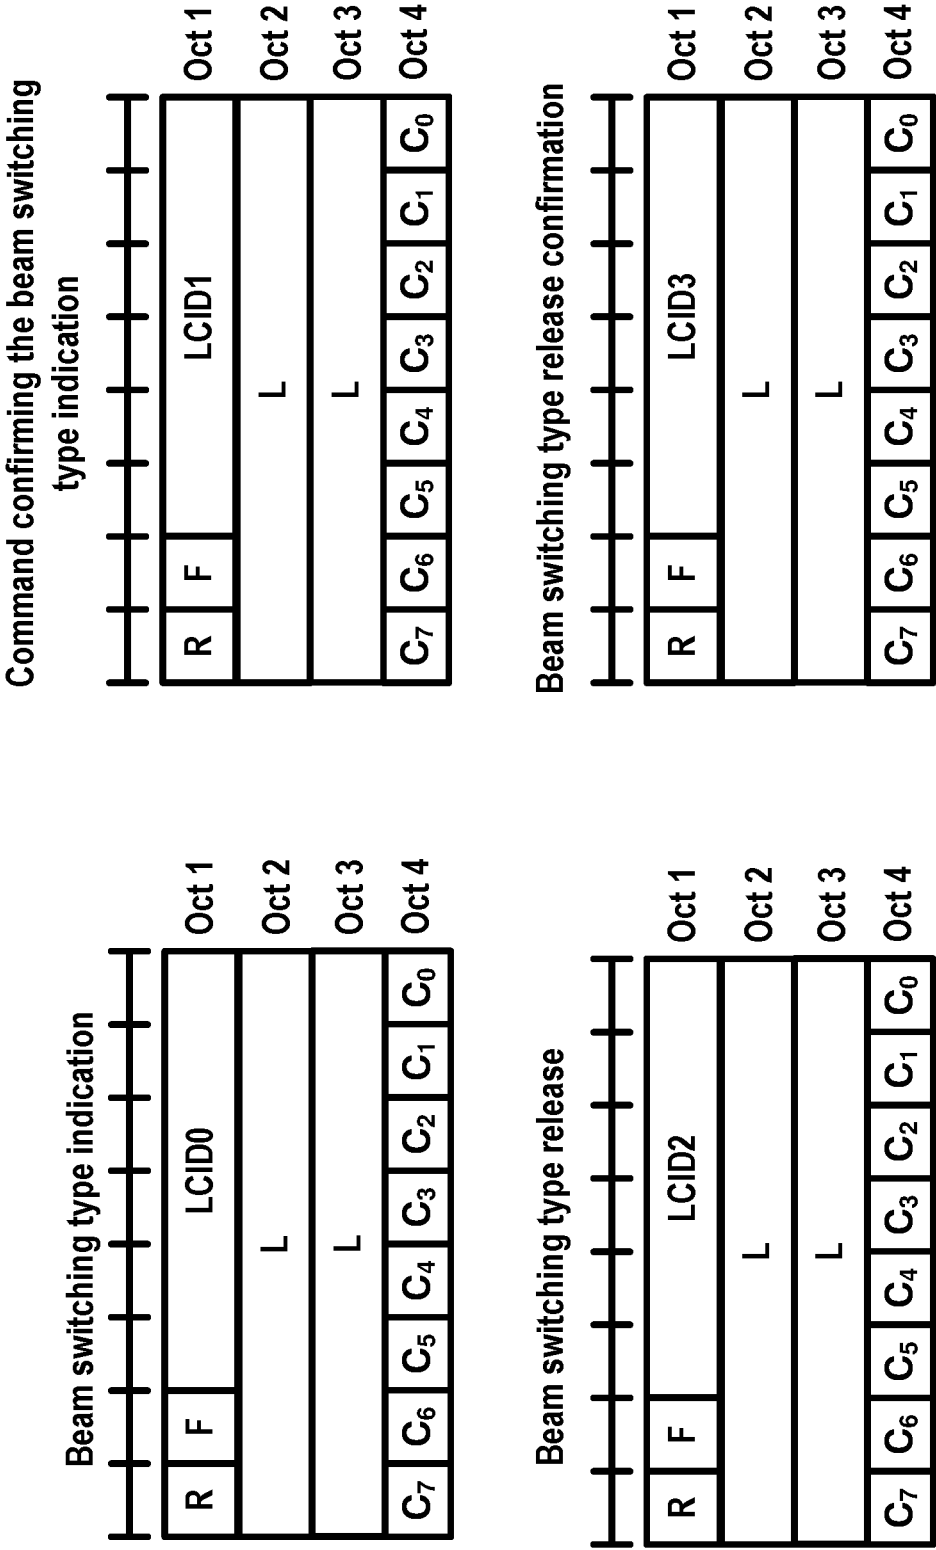 Beam switching type indication
R F LCID0 Oct 1
L Oct 2
L Oct 3
C7 C6 C5 C4 C3 C2 C1 C0 Oct 4
Command confirming the beam switching
type indication
R F LCID1 Oct 1
L Oct 2
L Oct 3
C7 C6 C5 C4 C3 C2 C1 C0 Oct 4
Beam switching type release
R F LCID2 Oct 1
L Oct 2
L Oct 3
C7 C6 C5 C4 C3 C2 C1 C0 Oct 4
Beam switching type release confirmation
R F LCID3 Oct 1
L Oct 2
L Oct 3
C7 C6 C5 C4 C3 C2 C1 C0 Oct 4